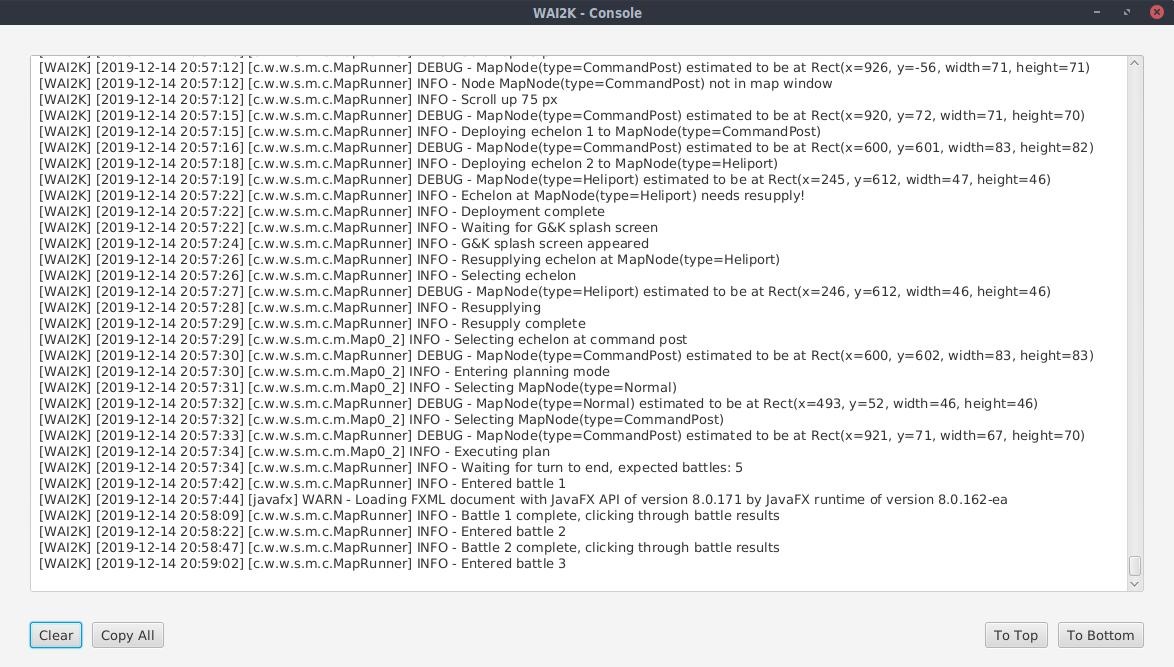 WAI2K - Console
[WAI2K] [2019-12-14 20:57:12] [c.w.w.s.m.c.MapRunner] DEBUG - MapNode(type=CommandPost) estimated to be at Rect(x=926, y=-56, width=71, height=71)
[WAI2K] [2019-12-14 20:57:12] [c.w.w.s.m.c.MapRunner] INFO - Node MapNode(type=CommandPost) not in map window
[WAI2K] [2019-12-14 20:57:12] [c.w.w.s.m.c.MapRunner] INFO - Scroll up 75 px
[WAI2K] [2019-12-14 20:57:15] [c.w.w.s.m.c.MapRunner] DEBUG - MapNode(type=CommandPost) estimated to be at Rect(x=920, y=72, width=71, height=70)
[WAI2K] [2019-12-14 20:57:15] [c.w.w.s.m.c.MapRunner] INFO - Deploying echelon 1 to MapNode(type=CommandPost)
[WAI2K] [2019-12-14 20:57:16] [c.w.w.s.m.c.MapRunner] DEBUG - MapNode(type=CommandPost) estimated to be at Rect(x=600, y=601, width=83, height=82)
[WAI2K] [2019-12-14 20:57:18] [c.w.w.s.m.c.MapRunner] INFO - Deploying echelon 2 to MapNode(type=Heliport)
[WAI2K] [2019-12-14 20:57:19] [c.w.w.s.m.c.MapRunner] DEBUG - MapNode(type=Heliport) estimated to be at Rect(x=245, y=612, width=47, height=46)
[WAI2K] [2019-12-14 20:57:22] [c.w.w.s.m.c.MapRunner] INFO - Echelon at MapNode(type=Heliport) needs resupply!
[WAI2K] [2019-12-14 20:57:22] [c.w.w.s.m.c.MapRunner] INFO - Deployment complete
[WAI2K] [2019-12-14 20:57:22] [c.w.w.s.m.c.MapRunner] INFO - Waiting for G&K splash screen
[WAI2K] [2019-12-14 20:57:24] [c.w.w.s.m.c.MapRunner] INFO - G&K splash screen appeared
[WAI2K] [2019-12-14 20:57:26] [c.w.w.s.m.c.MapRunner] INFO - Resupplying echelon at MapNode(type=Heliport)
[WAI2K] [2019-12-14 20:57:26] [c.w.w.s.m.c.MapRunner] INFO - Selecting echelon
[WAI2K] [2019-12-14 20:57:27] [c.w.w.s.m.c.MapRunner] DEBUG - MapNode(type=Heliport) estimated to be at Rect(x=246, y=612, width=46, height=46)
[WAI2K] [2019-12-14 20:57:28] [c.w.w.s.m.c.MapRunner] INFO - Resupplying
[WAI2K] [2019-12-14 20:57:29] [c.w.w.s.m.c.MapRunner] INFO - Resupply complete
[WAI2K] [2019-12-14 20:57:29] [c.w.w.s.m.c.m.Map0_2] INFO - Selecting echelon at command post
[WAI2K] [2019-12-14 20:57:30] [c.w.w.s.m.c.MapRunner] DEBUG - MapNode(type=CommandPost) estimated to be at Rect(x=600, y=602, width=83, height=83)
[WAI2K] [2019-12-14 20:57:30] [c.w.w.s.m.c.m.Map0_2] INFO - Entering planning mode
[WAI2K] [2019-12-14 20:57:31] [c.w.w.s.m.c.m.Map0_2] INFO - Selecting MapNode(type=Normal)
[WAI2K] [2019-12-14 20:57:32] [c.w.w.s.m.c.MapRunner] DEBUG - MapNode(type=Normal) estimated to be at Rect(x=493, y=52, width=46, height=46)
[WAI2K] [2019-12-14 20:57:32] [c.w.w.s.m.c.m.Map0_2] INFO - Selecting MapNode(type=CommandPost)
[WAI2K] [2019-12-14 20:57:33] [c.w.w.s.m.c.MapRunner] DEBUG - MapNode(type=CommandPost) estimated to be at Rect(x=921, y=71, width=67, height=70)
[WAI2K] [2019-12-14 20:57:34] [c.w.w.s.m.c.m.Map0_2] INFO - Executing plan
[WAI2K] [2019-12-14 20:57:34] [c.w.w.s.m.c.MapRunner] INFO - Waiting for turn to end, expected battles: 5
[WAI2K] [2019-12-14 20:57:42] [c.w.w.s.m.c.MapRunner] INFO - Entered battle 1
[WAI2K] [2019-12-14 20:57:44] [javafx] WARN - Loading FXML document with JavaFX API of version 8.0.171 by JavaFX runtime of version 8.0.162-ea
[WAI2K] [2019-12-14 20:58:09] [c.w.w.s.m.c.MapRunner] INFO - Battle 1 complete, clicking through battle results
[WAI2K] [2019-12-14 20:58:22] [c.w.w.s.m.c.MapRunner] INFO - Entered battle 2
[WAI2K] [2019-12-14 20:58:47] [c.w.w.s.m.c.MapRunner] INFO - Battle 2 complete, clicking through battle results
[WAI2K] [2019-12-14 20:59:02] [c.w.w.s.m.c.MapRunner] INFO - Entered battle 3
Clear
Copy All
To Top
To Bottom